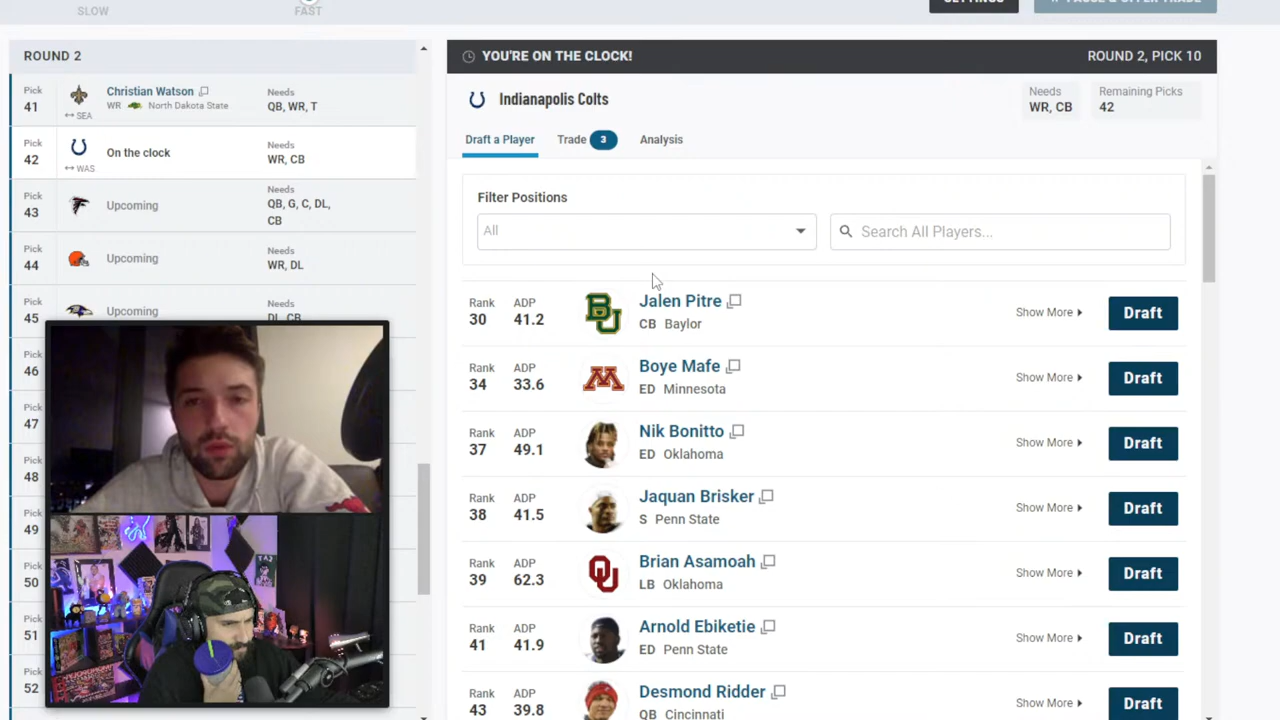 SLOW
FAST
ROUND 2
Pick 41
Christian Watson
WR North Dakota State
SEA
Needs
QB, WR, T
Pick 42
On the clock
WAS
Needs
WR, CB
Pick 43
Upcoming
Needs
QB, G, C, DL,
CB
Pick 44
Upcoming
Needs
WR, DL
Pick 45
Upcoming
Needs
DL, CB
Pick 46
Pick 47
Pick 48
Pick 49
Pick 50
Pick 51
Pick 52
YOU'RE ON THE CLOCK!
ROUND 2, PICK 10
Indianapolis Colts
Needs
WR, CB
Remaining Picks
42
Draft a Player
Trade 3
Analysis
Filter Positions
All
Search All Players...
Rank 30
ADP 41.2
Jalen Pitre
CB Baylor
Show More
Draft
Rank 34
ADP 33.6
Boye Mafe
ED Minnesota
Show More
Draft
Rank 37
ADP 49.1
Nik Bonitto
ED Oklahoma
Show More
Draft
Rank 38
ADP 41.5
Jaquan Brisker
S Penn State
Show More
Draft
Rank 39
ADP 62.3
Brian Asamoah
LB Oklahoma
Show More
Draft
Rank 41
ADP 41.9
Arnold Ebiketie
ED Penn State
Show More
Draft
Rank 43
ADP 39.8
Desmond Ridder
QB Cincinnati
Show More
Draft